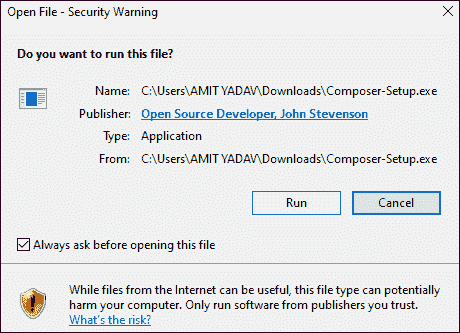 Open File - Security Warning
Do you want to run this file?
Name: C:\Users\AMIT YADAV\Downloads\Composer-Setup.exe
Publisher: Open Source Developer, John Stevenson
Type: Application
From: C:\Users\AMIT YADAV\Downloads\Composer-Setup.exe
Run Cancel
Always ask before opening this file
While files from the Internet can be useful, this file type can potentially
harm your computer. Only run software from publishers you trust.
What's the risk?